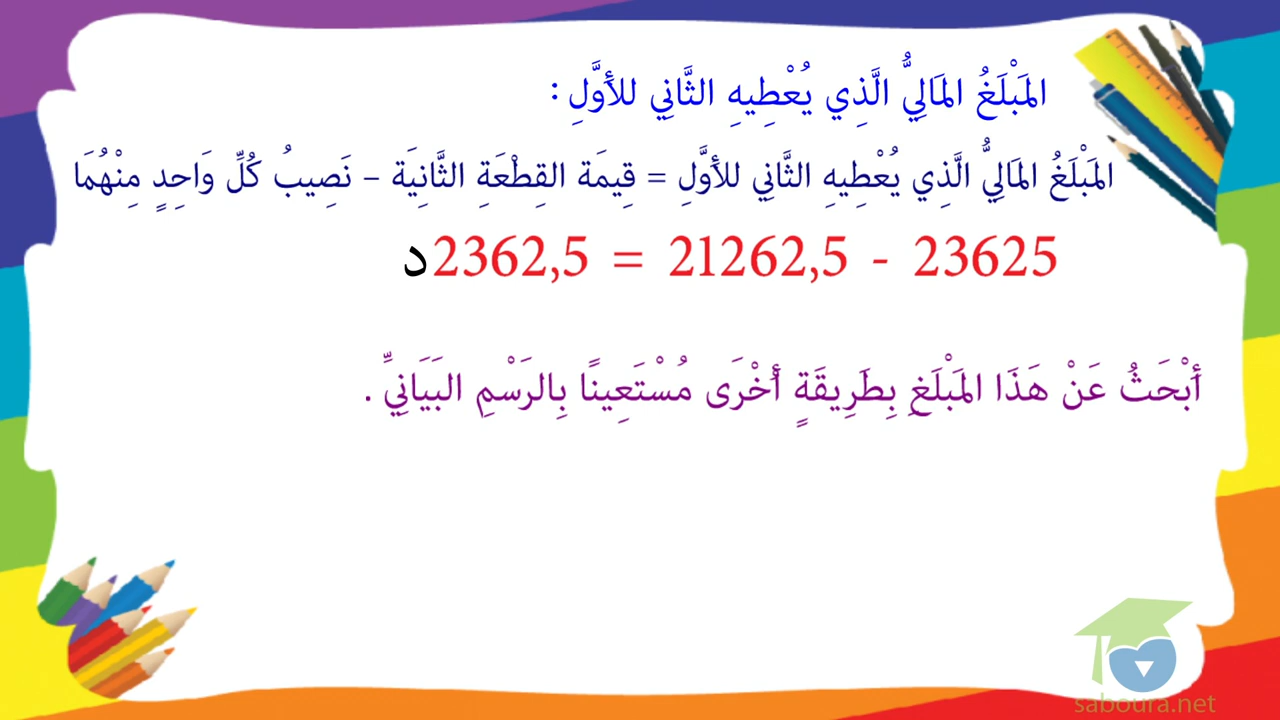 المَبْلَغُ المَالِيُّ الَّذِي يُعْطِيهِ الثَّانِي للأَوَّلِ :
المَبْلَغُ المَالِيُّ الَّذِي يُعْطِيهِ الثَّانِي للأَوَّلِ = قِيمَة القِطْعَةِ الثَّانِيَة – نَصِيبُ كُلِّ وَاحِدٍ مِنْهُمَا
23625 - 21262,5 = 2362,5د
أَبْحَثُ عَنْ هَذَا المَبْلَغِ بِطَرِيقَةٍ أُخْرَى مُسْتَعِينًا بِالرَسْمِ البَيَانِيِّ .
saboura.net